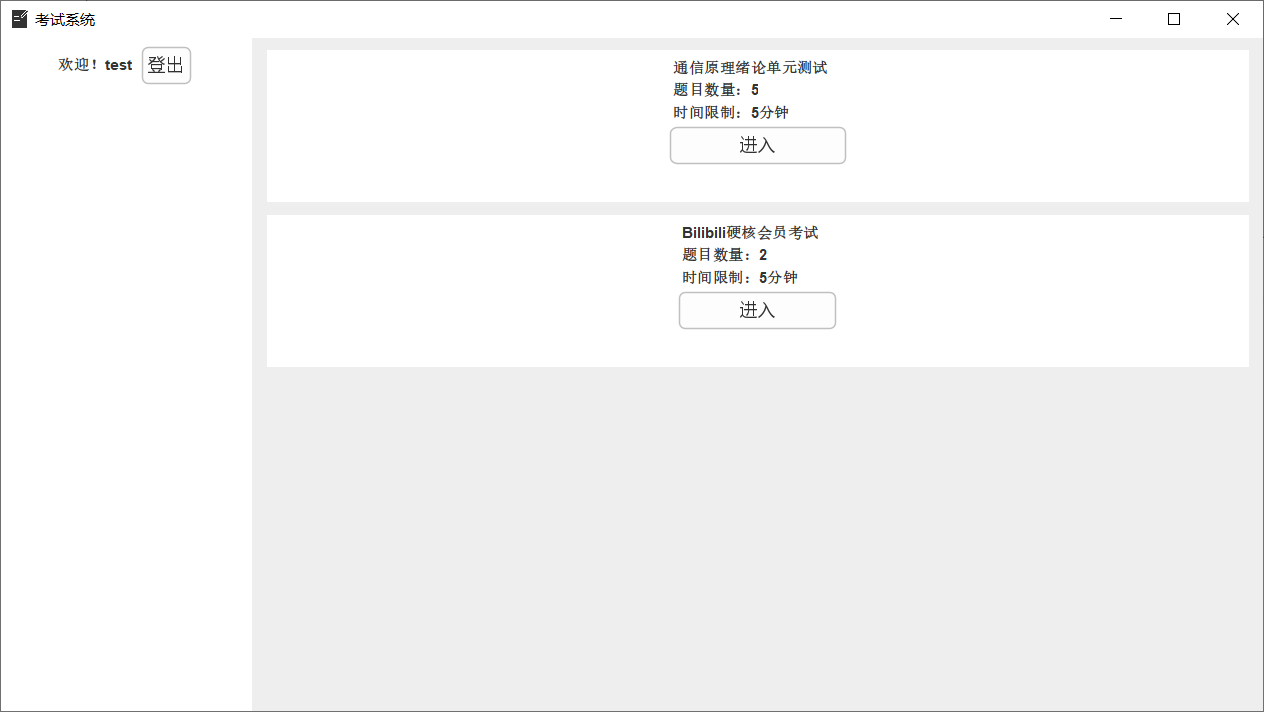 考试系统
欢迎！test 登出
通信原理绪论单元测试
题目数量：5
时间限制：5分钟
进入
Bilibili硬核会员考试
题目数量：2
时间限制：5分钟
进入